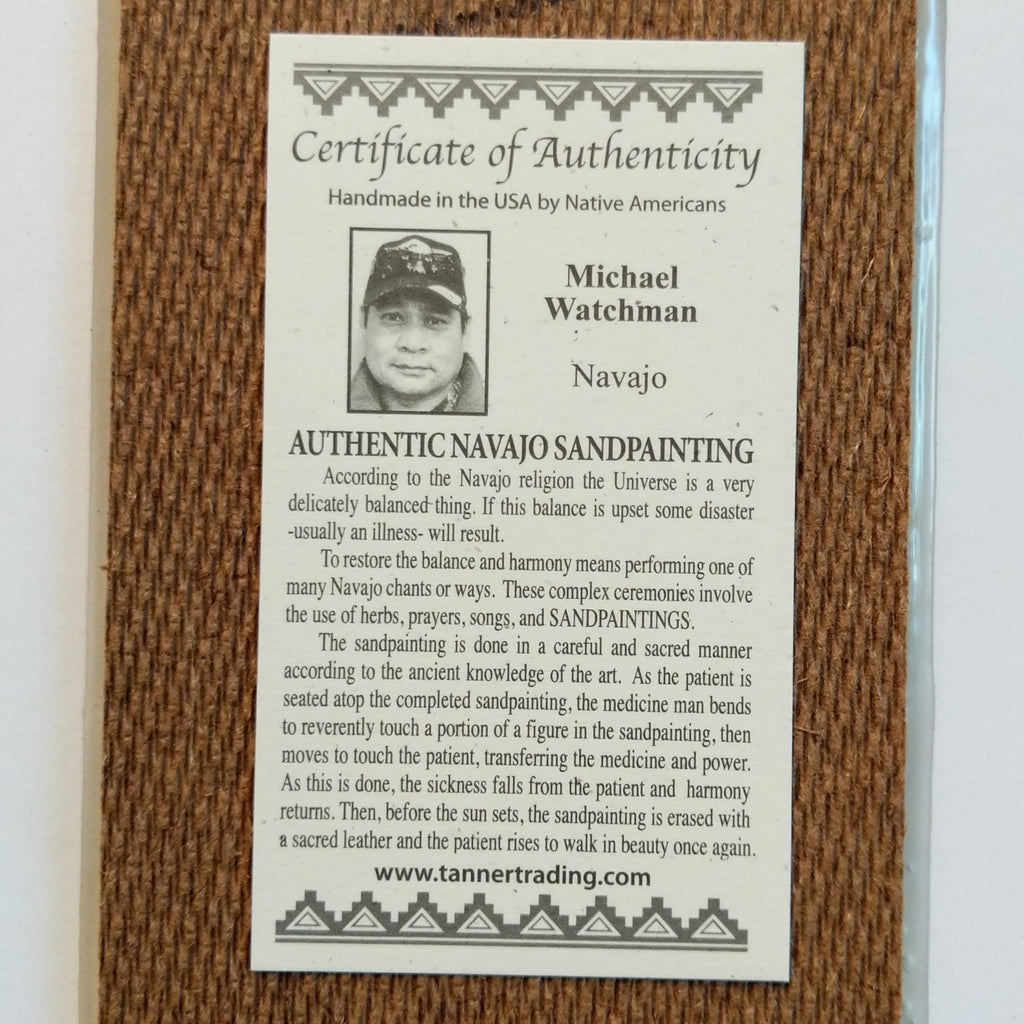 Certificate of Authenticity
Handmade in the USA by Native Americans
Michael
Watchman
Navajo
AUTHENTIC NAVAJO SANDPAINTING
According to the Navajo religion the Universe is a very
delicately balanced thing. If this balance is upset some disaster
-usually an illness- will result.
To restore the balance and harmony means performing one of
many Navajo chants or ways. These complex ceremonies involve
the use of herbs, prayers, songs, and SANDPAINTINGS.
The sandpainting is done in a careful and sacred manner
according to the ancient knowledge of the art. As the patient is
seated atop the completed sandpainting, the medicine man bends
to reverently touch a portion of a figure in the sandpainting, then
moves to touch the patient, transferring the medicine and power.
As this is done, the sickness falls from the patient and harmony
returns. Then, before the sun sets, the sandpainting is erased with
a sacred leather and the patient rises to walk in beauty once again.
www.tannertrading.com